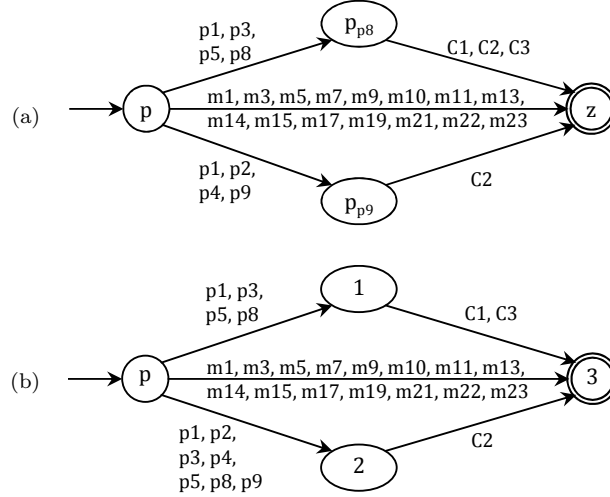 p1, p3,
p5, p8
p_p8
C1, C2, C3
(a)
p
m1, m3, m5, m7, m9, m10, m11, m13,
m14, m15, m17, m19, m21, m22, m23
z
p1, p2,
p4, p9
p_p9
C2
p1, p3,
p5, p8
1
C1, C3
(b)
p
m1, m3, m5, m7, m9, m10, m11, m13,
m14, m15, m17, m19, m21, m22, m23
3
p1, p2,
p3, p4,
p5, p8, p9
2
C2